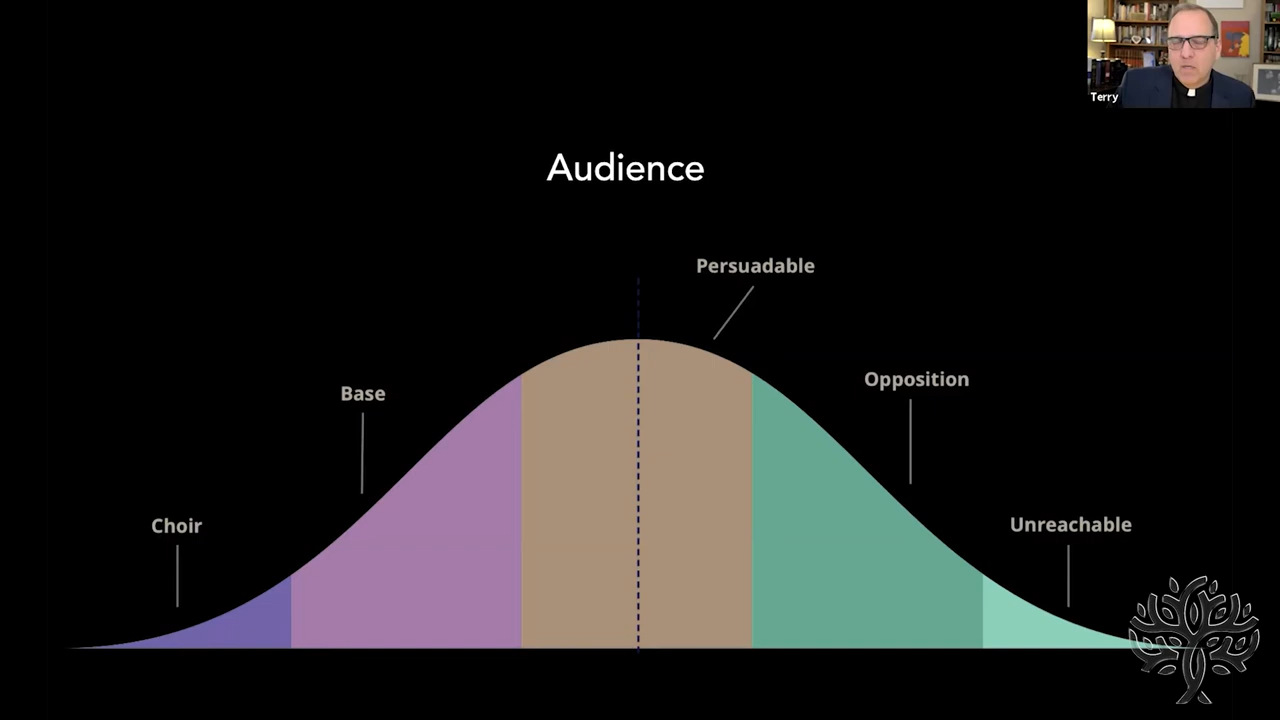 Terry
Audience
Persuadable
Opposition
Base
Unreachable
Choir